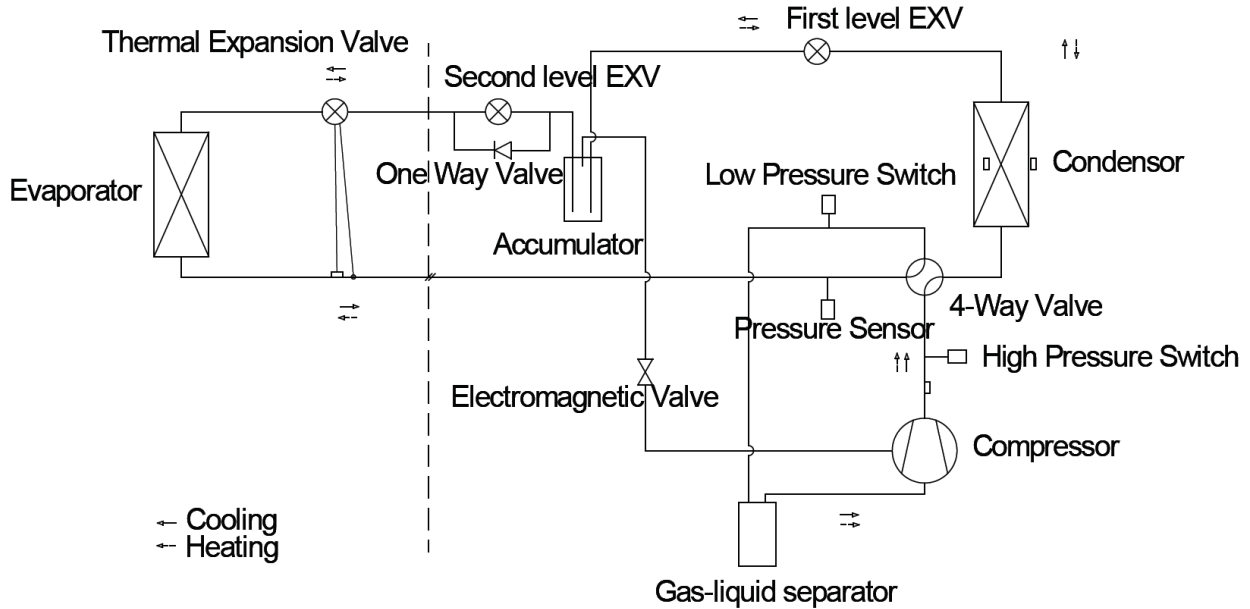 First level EXV
Thermal Expansion Valve
Second level EXV
One Way Valve
Low Pressure Switch
Condensor
Evaporator
Accumulator
4-Way Valve
Pressure Sensor
High Pressure Switch
Electromagnetic Valve
Compressor
Cooling
Heating
Gas-liquid separator